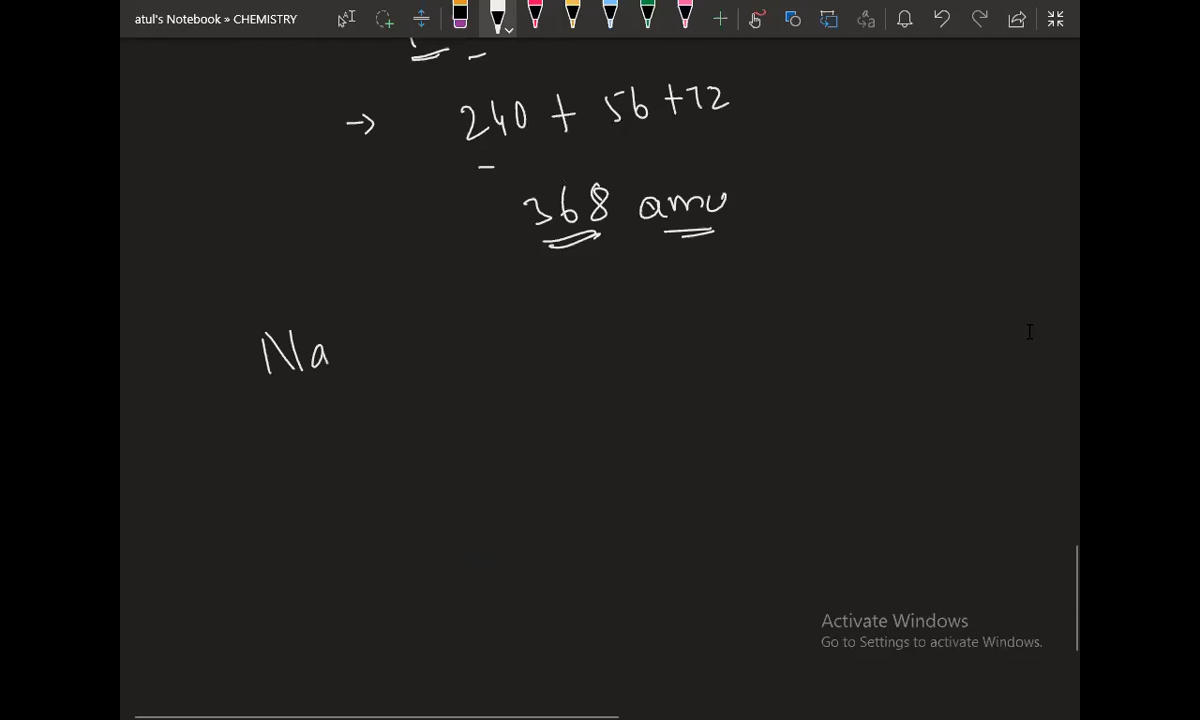 atul's Notebook » CHEMISTRY
→ 240 + 56 +72
368 amu
Na
Activate Windows
Go to Settings to activate Windows.